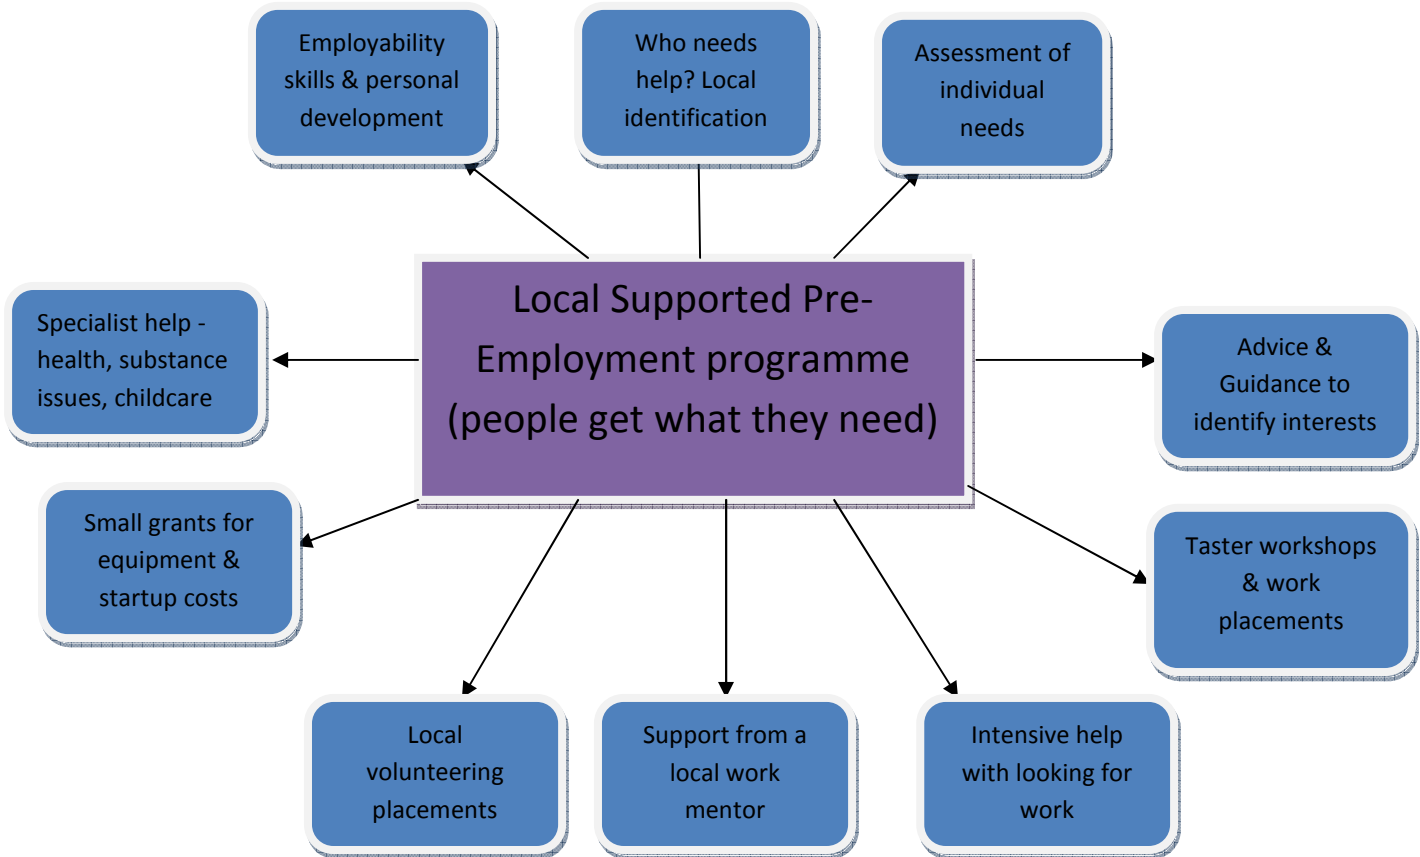 Employability
skills & personal
development
Who needs
help? Local
identification
Assessment of
individual
needs
Local Supported Pre-
Employment programme
(people get what they need)
Specialist help -
health, substance
issues, childcare
Advice &
Guidance to
identify interests
Small grants for
equipment &
startup costs
Taster workshops
& work
placements
Local
volunteering
placements
Support from a
local work
mentor
Intensive help
with looking for
work